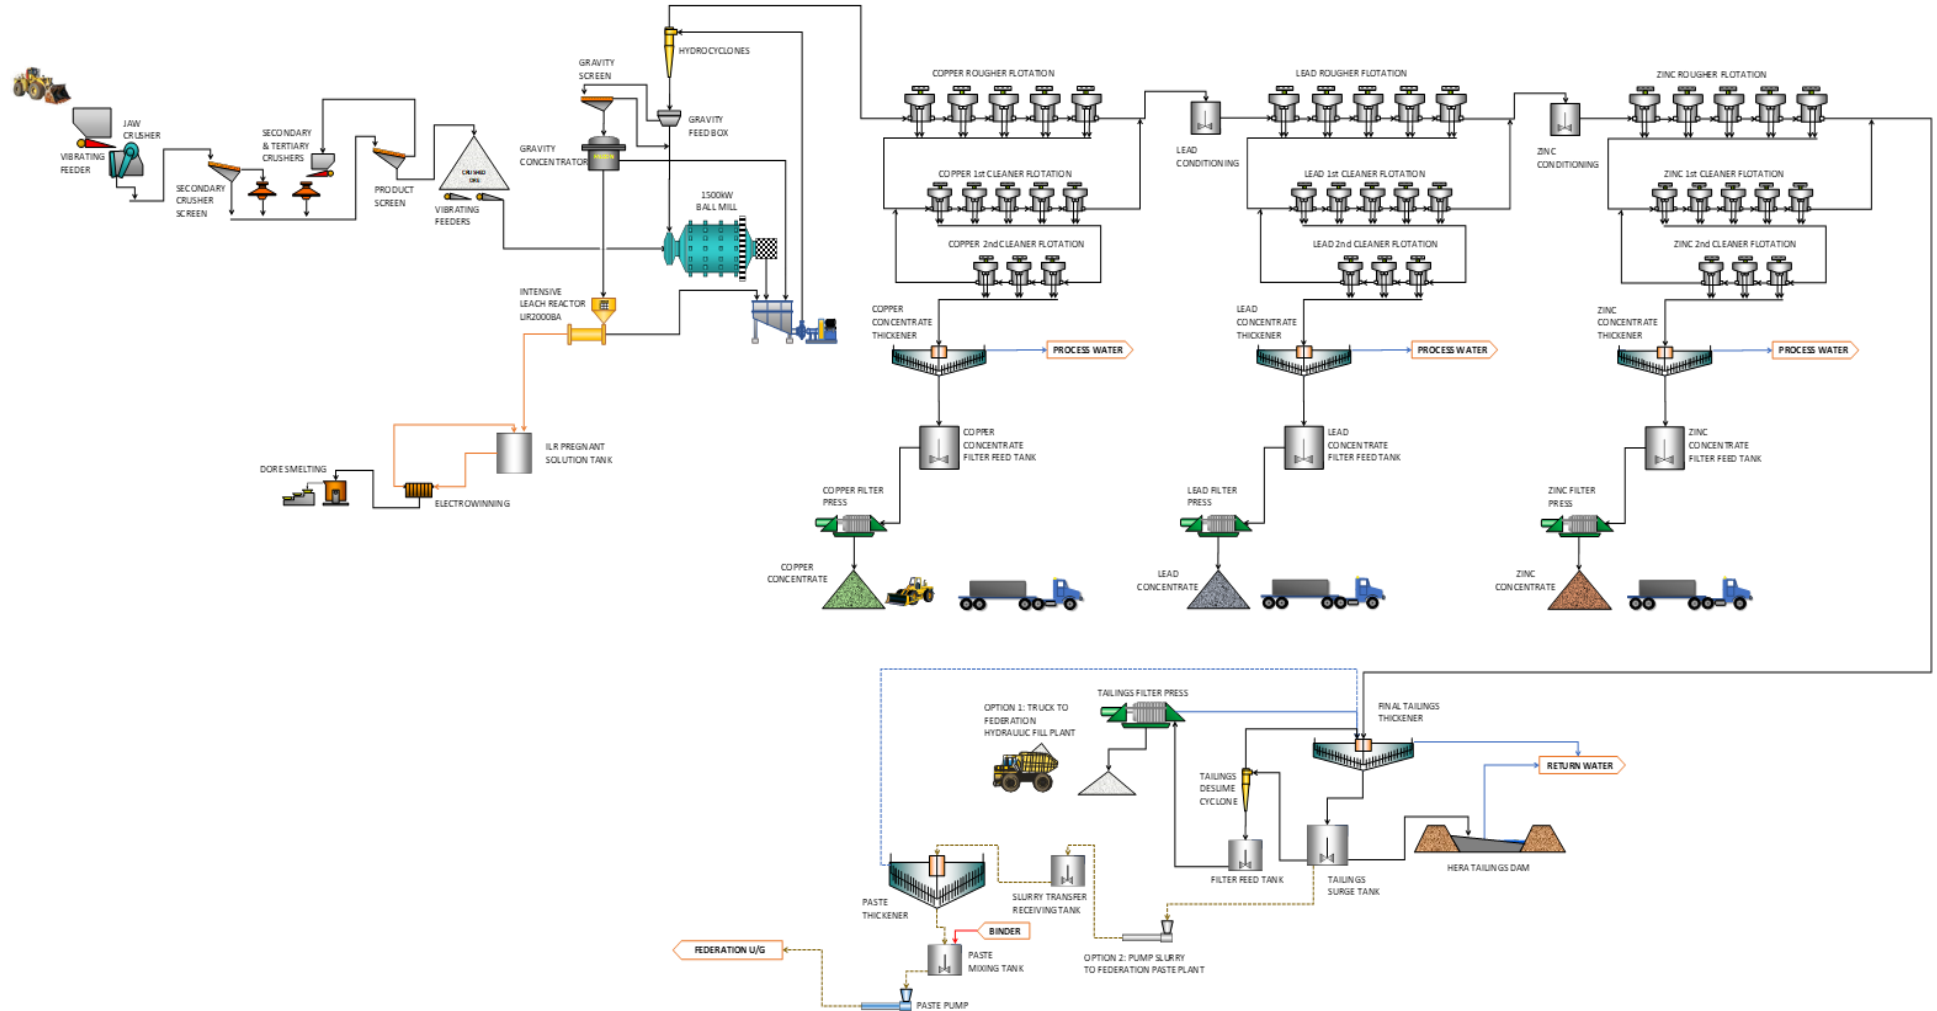 HYDROCYCLONES
GRAVITY
SCREEN
GRAVITY
FEED BOX
JAW
CRUSHER
VIBRATING
FEEDER
SECONDARY
& TERTIARY
CRUSHERS
SECONDARY
CRUSHER
SCREEN
PRODUCT
SCREEN
CRUSHED
ORE
VIBRATING
FEEDERS
GRAVITY
CONCENTRATOR
1500kW
BALL MILL
INTENSIVE
LEACH REACTOR
LIR2000BA
ILR PREGNANT
SOLUTION TANK
DORE SMELTING
ELECTROWINNING
COPPER ROUGHER FLOTATION
COPPER 1st CLEANER FLOTATION
COPPER 2nd CLEANER FLOTATION
COPPER
CONCENTRATE
THICKENER
PROCESS WATER
COPPER
CONCENTRATE
FILTER FEED TANK
COPPER FILTER
PRESS
COPPER
CONCENTRATE
LEAD
CONDITIONING
LEAD ROUGHER FLOTATION
LEAD 1st CLEANER FLOTATION
LEAD 2nd CLEANER FLOTATION
LEAD
CONCENTRATE
THICKENER
PROCESS WATER
LEAD
CONCENTRATE
FILTER FEED TANK
LEAD FILTER
PRESS
LEAD
CONCENTRATE
ZINC
CONDITIONING
ZINC ROUGHER FLOTATION
ZINC 1st CLEANER FLOTATION
ZINC 2nd CLEANER FLOTATION
ZINC
CONCENTRATE
THICKENER
PROCESS WATER
ZINC
CONCENTRATE
FILTER FEED TANK
ZINC FILTER
PRESS
ZINC
CONCENTRATE
TAILINGS FILTER PRESS
OPTION 1: TRUCK TO
FEDERATION
HYDRAULIC FILL PLANT
FINAL TAILINGS
THICKENER
RETURN WATER
TAILINGS
DESLIME
CYCLONE
FILTER FEED TANK
TAILINGS
SURGE TANK
HERA TAILINGS DAM
SLURRY TRANSFER
RECEIVING TANK
PASTE
THICKENER
BINDER
FEDERATION U/G
PASTE
MIXING TANK
OPTION 2: PUMP SLURRY
TO FEDERATION PASTE PLANT
PASTE PUMP